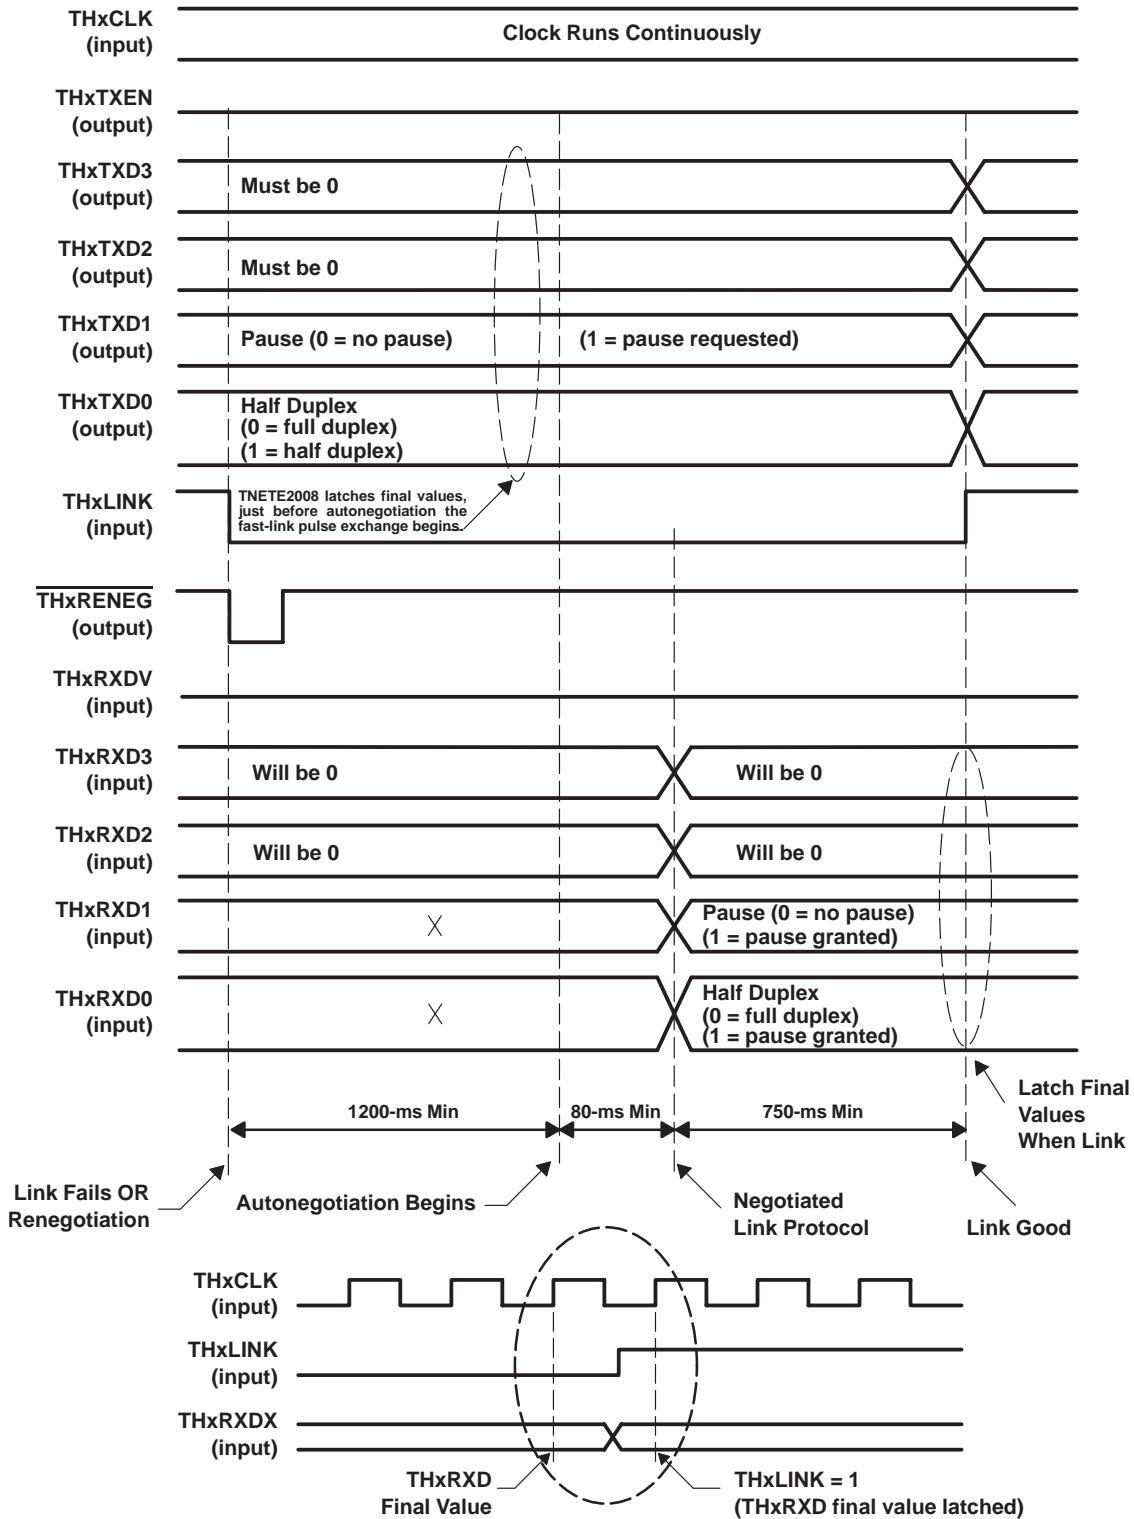 THxCLK
(input)
Clock Runs Continuously
THxTXEN
(output)
THxTXD3
(output)
Must be 0
THxTXD2
(output)
Must be 0
THxTXD1
(output)
Pause (0 = no pause)
(1 = pause requested)
THxTXD0
(output)
Half Duplex
(0 = full duplex)
(1 = half duplex)
THxLINK
(input)
TNETE2008 latches final values,
just before autonegotiation the
fast-link pulse exchange begins.
THxRENEG
(output)
THxRXDV
(input)
THxRXD3
(input)
Will be 0
Will be 0
THxRXD2
(input)
Will be 0
Will be 0
THxRXD1
(input)
X
Pause (0 = no pause)
(1 = pause granted)
THxRXD0
(input)
X
Half Duplex
(0 = full duplex)
(1 = pause granted)
1200-ms Min
80-ms Min
750-ms Min
Latch Final
Values
When Link
Link Fails OR
Renegotiation
Autonegotiation Begins
Negotiated
Link Protocol
Link Good
THxCLK
(input)
THxLINK
(input)
THxRXDX
(input)
THxRXD
Final Value
THxLINK = 1
(THxRXD final value latched)